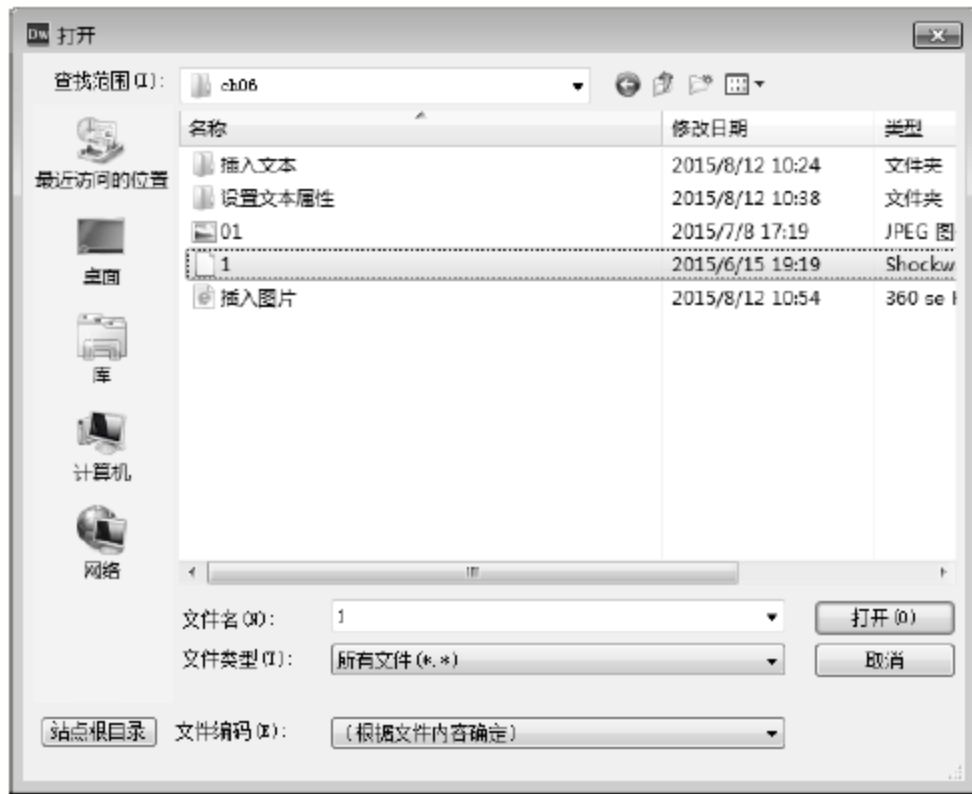 Dw 打开
查找范围(I): ch06
名称 修改日期 类型
插入文本 2015/8/12 10:24 文件夹
设置文本属性 2015/8/12 10:38 文件夹
01 2015/7/8 17:19 JPEG 图
1 2015/6/15 19:19 Shockw
插入图片 2015/8/12 10:54 360 se H
最近访问的位置
桌面
库
计算机
网络
文件名(N): 1 打开(O)
文件类型(T): 所有文件(*.*) 取消
站点根目录 文件编码(E): (根据文件内容确定)